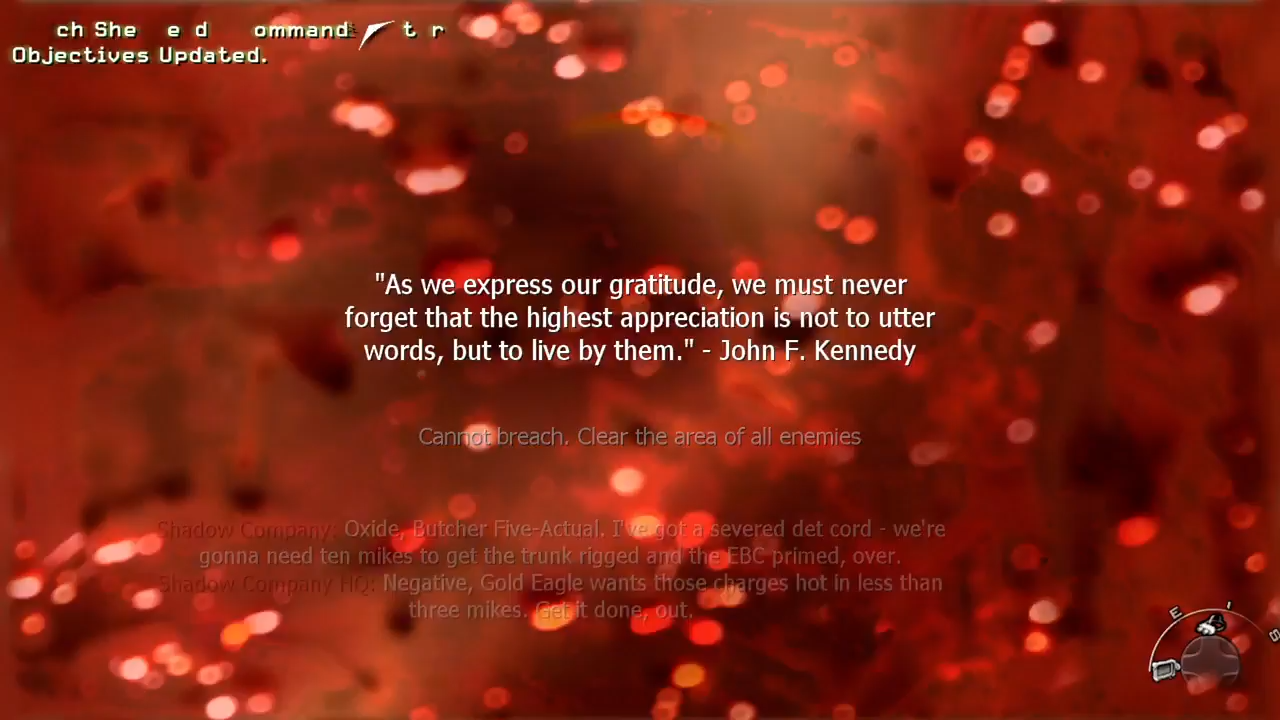 ch She e d ommand t r
Objectives Updated.
"As we express our gratitude, we must never
forget that the highest appreciation is not to utter
words, but to live by them." - John F. Kennedy
Cannot breach. Clear the area of all enemies
Shadow Company: Oxide, Butcher Five-Actual. I've got a severed det cord - we're
gonna need ten mikes to get the trunk rigged and the EBC primed, over.
Shadow Company HQ: Negative, Gold Eagle wants those charges hot in less than
three mikes. Get it done, out.
E
S